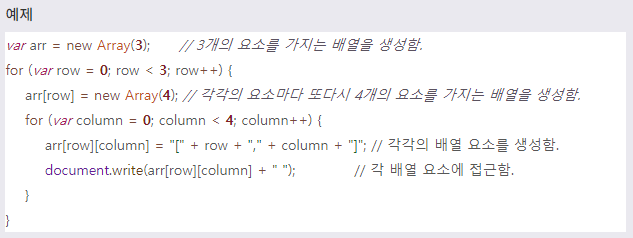 예제
var arr = new Array(3); // 3개의 요소를 가지는 배열을 생성함.
for (var row = 0; row < 3; row++) {
arr[row] = new Array(4); // 각각의 요소마다 또다시 4개의 요소를 가지는 배열을 생성함.
for (var column = 0; column < 4; column++) {
arr[row][column] = "[" + row + "," + column + "]"; // 각각의 배열 요소를 생성함.
document.write(arr[row][column] + " "); // 각 배열 요소에 접근함.
}
}